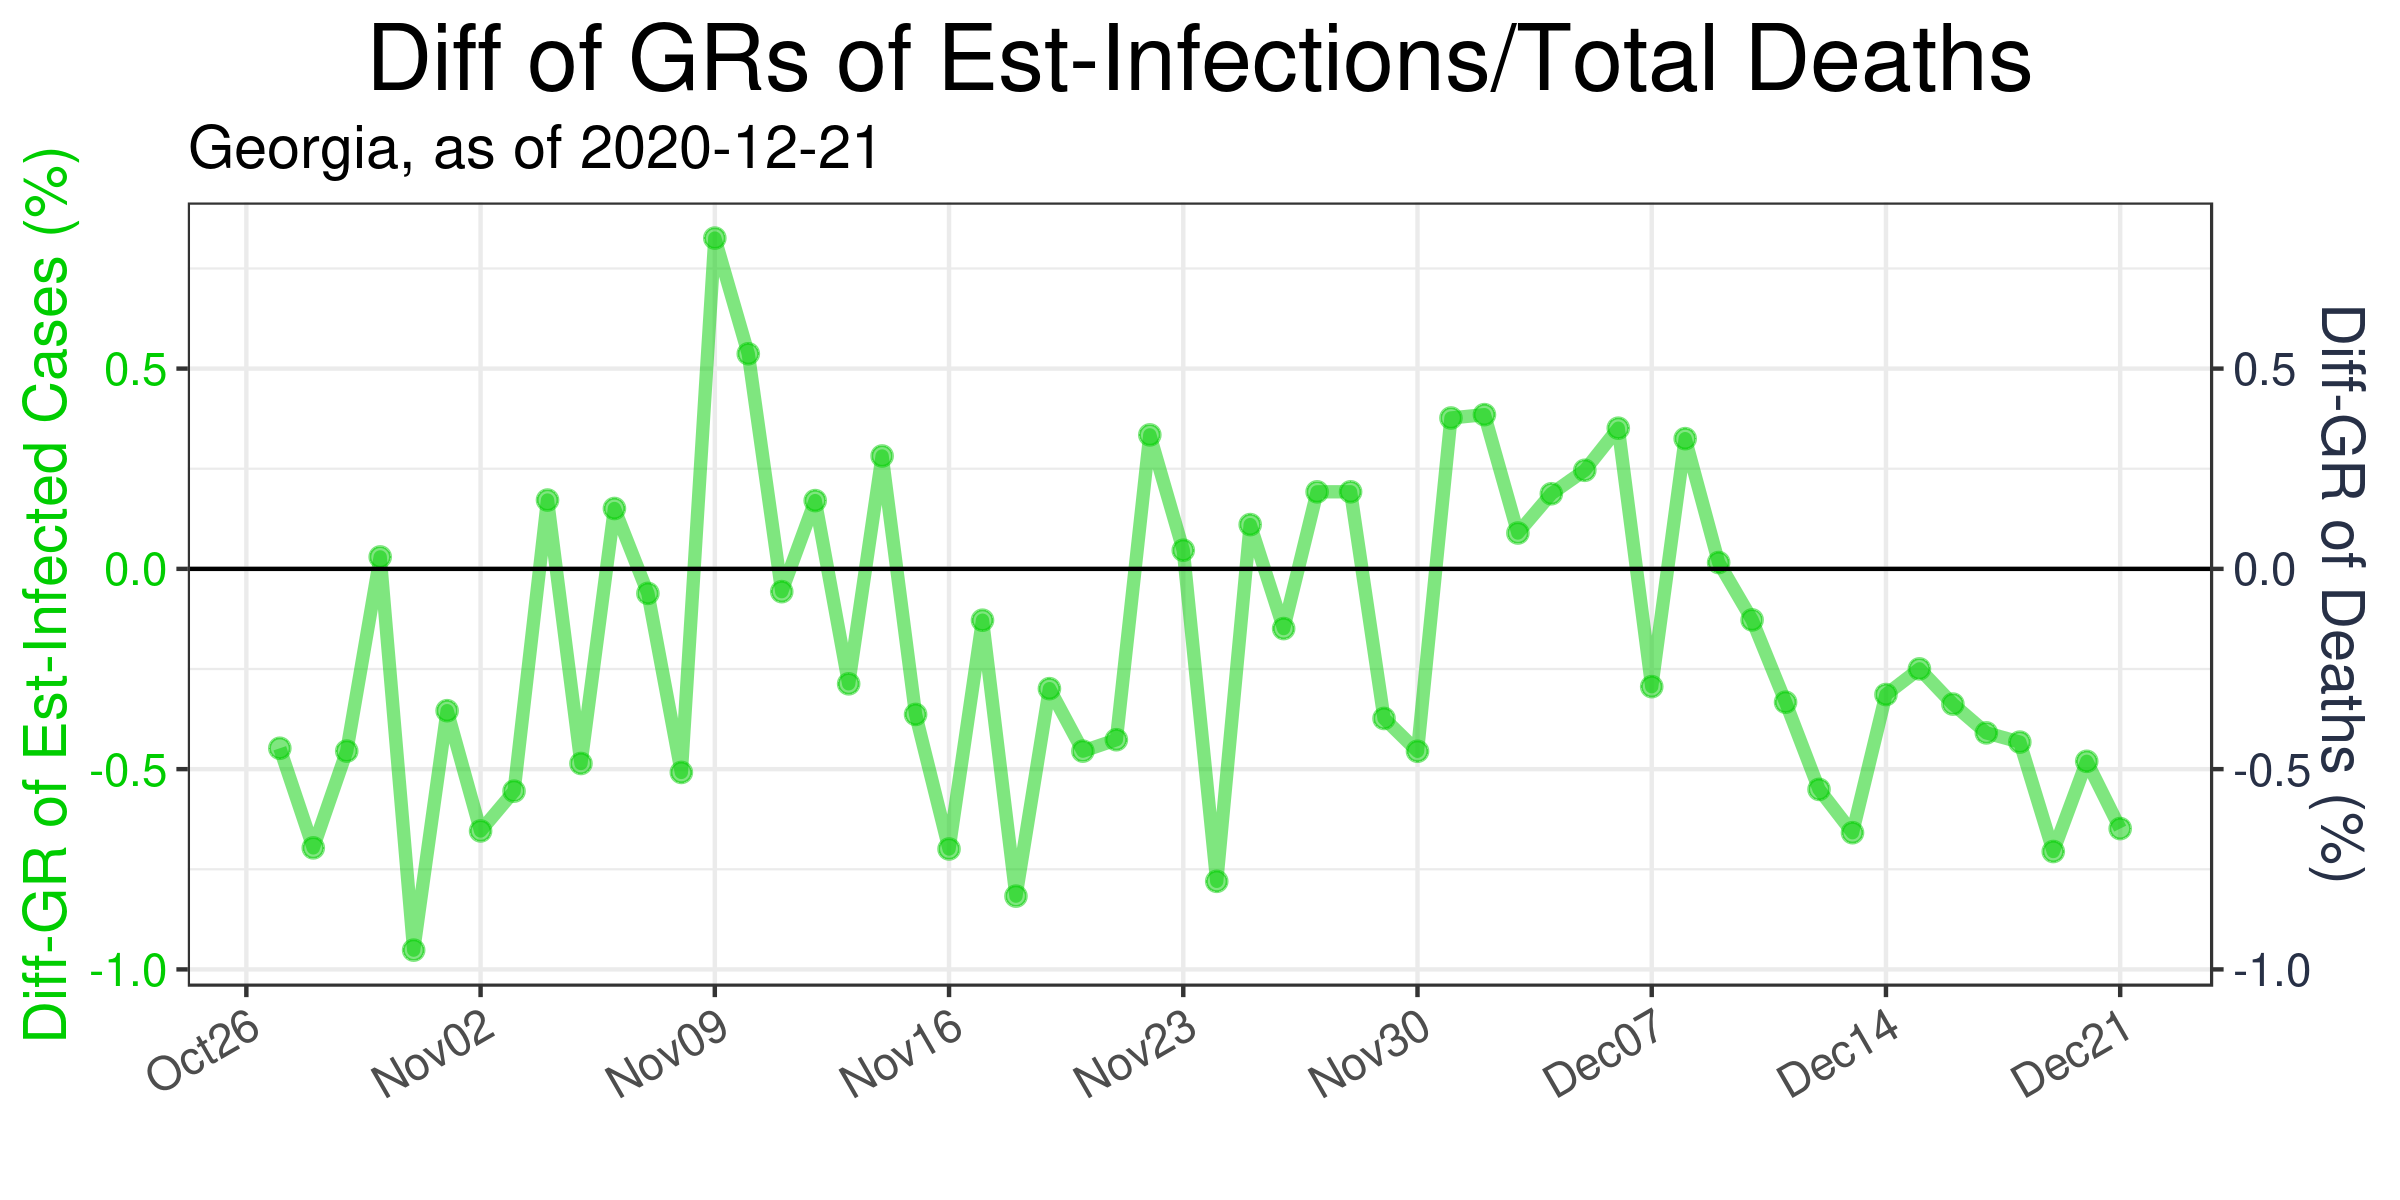 Diff of GRs of Est-Infections/Total Deaths
Georgia, as of 2020-12-21
Diff-GR of Est-Infected Cases (%)
0.5
0.0
-0.5
-1.0
0.5
0.0
-0.5
-1.0
Diff-GR of Deaths (%)
Oct26
Nov02
Nov09
Nov16
Nov23
Nov30
Dec07
Dec14
Dec21